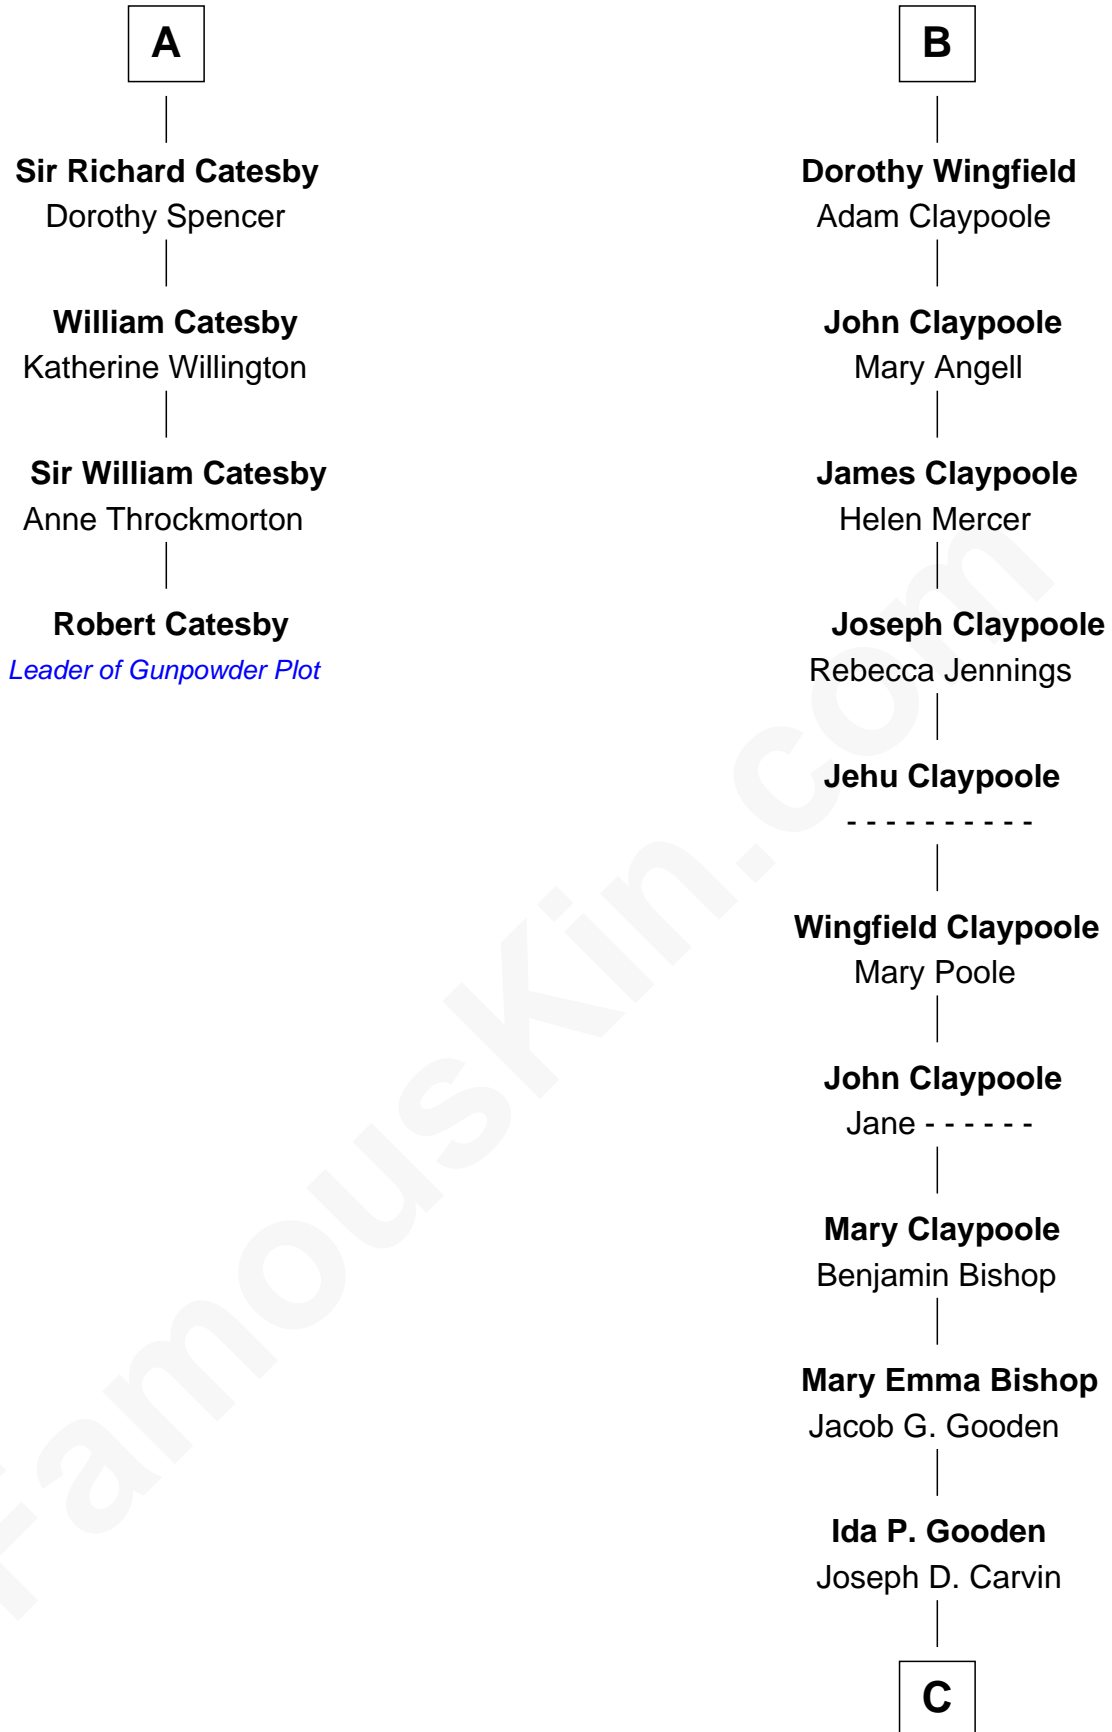 A
Sir Richard Catesby
Dorothy Spencer
William Catesby
Katherine Willington
Sir William Catesby
Anne Throckmorton
Robert Catesby
Leader of Gunpowder Plot
B
Dorothy Wingfield
Adam Claypoole
John Claypoole
Mary Angell
James Claypoole
Helen Mercer
Joseph Claypoole
Rebecca Jennings
Jehu Claypoole
- - - - - - - - - -
Wingfield Claypoole
Mary Poole
John Claypoole
Jane - - - - - -
Mary Claypoole
Benjamin Bishop
Mary Emma Bishop
Jacob G. Gooden
Ida P. Gooden
Joseph D. Carvin
C
FamousKin.com